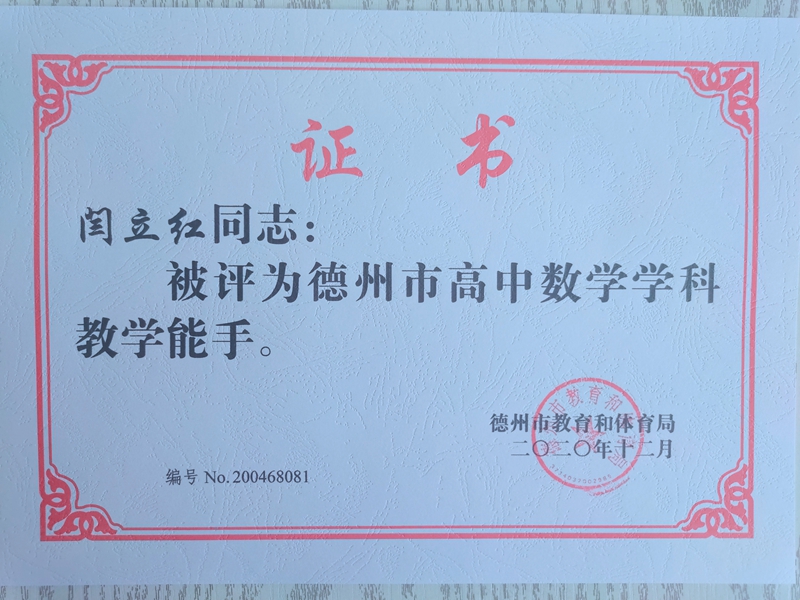 证书
闫立红同志：
被评为德州市高中数学学科
教学能手。
德州市教育和体育局
二〇二〇年十二月
编号 No.200468081